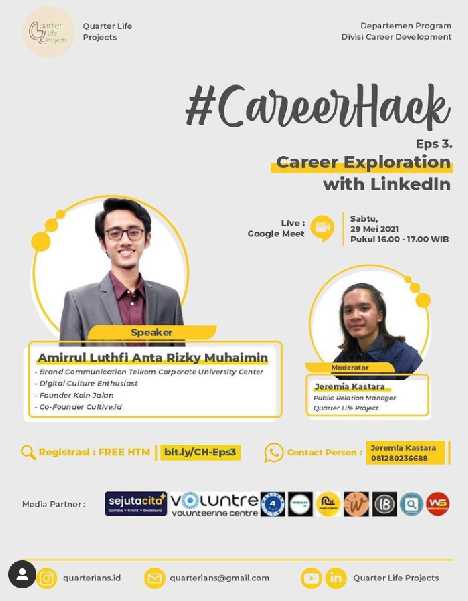 Quarter Life
Projects
Departemen Program
Divisi Career Development
#CareerHack
Eps 3.
Career Exploration
with LinkedIn
Live :
Google Meet
Sabtu,
29 Mei 2021
Pukul 16.00 - 17.00 WIB
Speaker
Amirrul Luthfi Anta Rizky Muhaimin
- Brand Communication Telkom Corporate University Center
- Digital Culture Enthusiast
- Founder Kain Jalan
- Co-Founder Cultive.id
Moderator
Jeremia Kastara
Public Relation Manager
Quarter Life Project
Registrasi : FREE HTM
bit.ly/CH-Eps3
Contact Person :
Jeremia Kastara
081280236688
Media Partner :
sejutacita
voluntre
volunteering centre
quarterians.id
quarterians@gmail.com
Quarter Life Projects